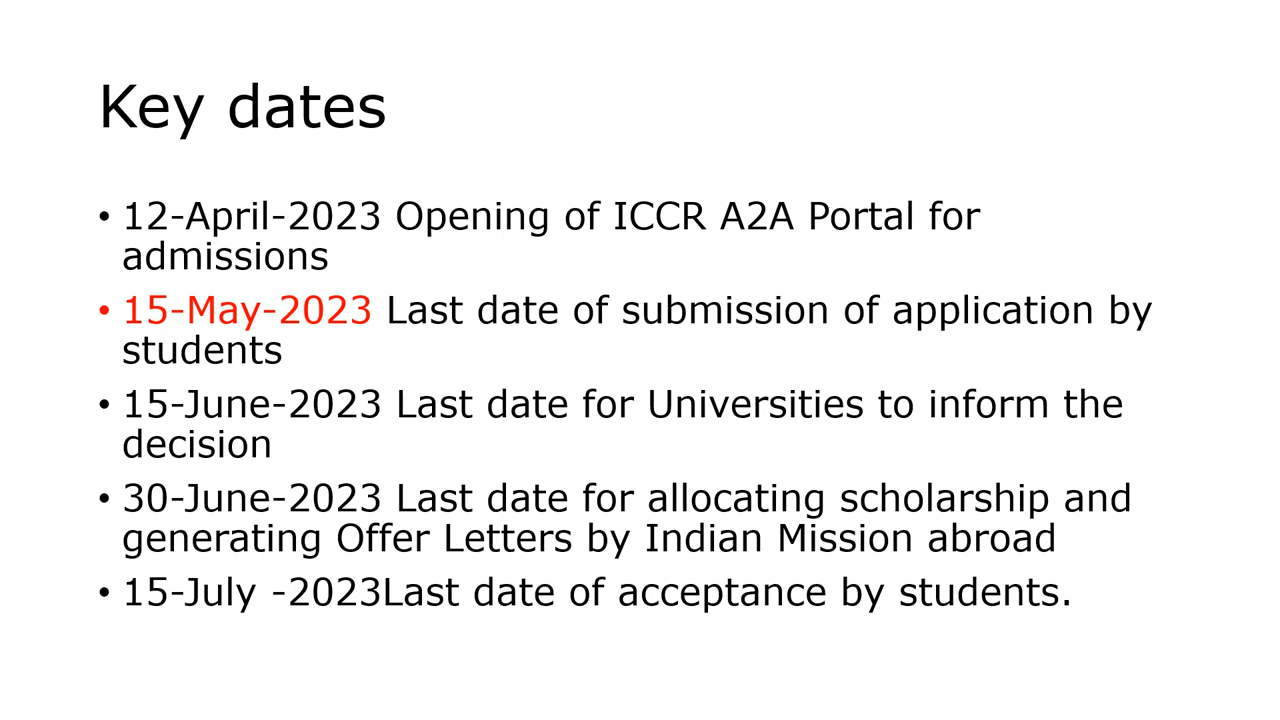 Key dates
• 12-April-2023 Opening of ICCR A2A Portal for
admissions
• 15-May-2023 Last date of submission of application by
students
• 15-June-2023 Last date for Universities to inform the
decision
• 30-June-2023 Last date for allocating scholarship and
generating Offer Letters by Indian Mission abroad
• 15-July -2023Last date of acceptance by students.